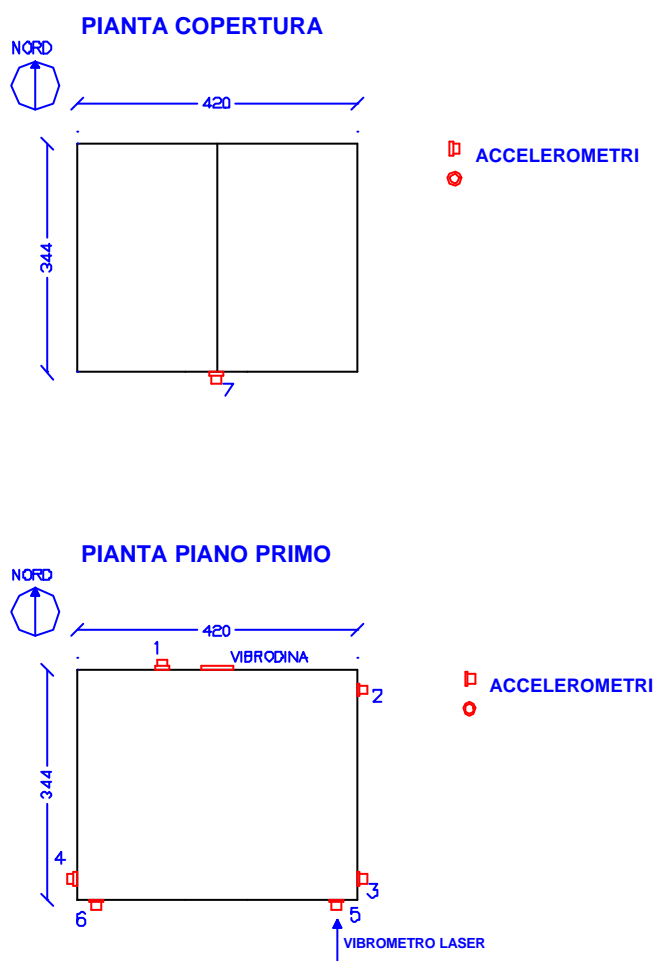 PIANTA COPERTURA
NORD
420
344
ACCELEROMETRI
7
PIANTA PIANO PRIMO
NORD
420
1
VIBRODINA
2
ACCELEROMETRI
344
4
3
6
5
VIBROMETRO LASER